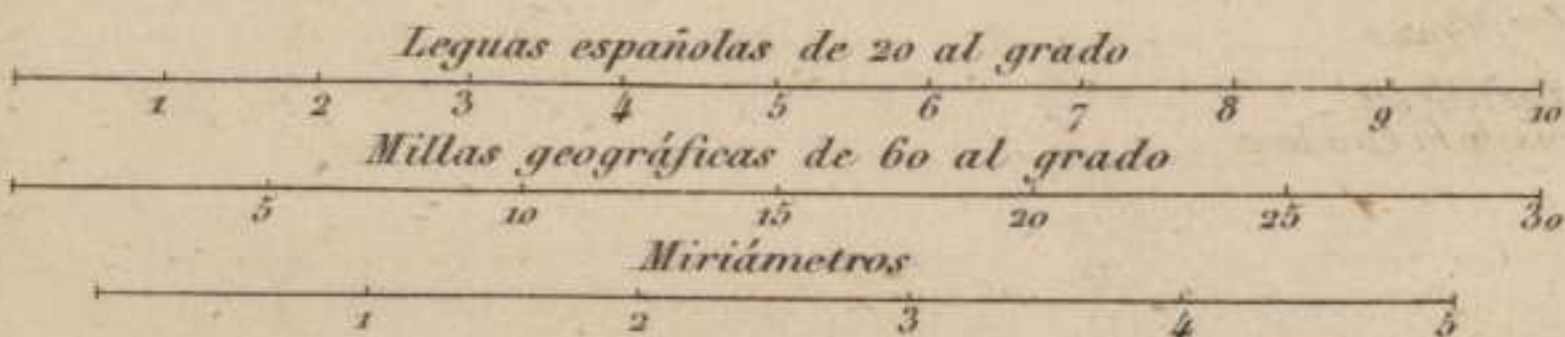 Leguas españolas de 20 al grado
1 2 3 4 5 6 7 8 9 10
Millas geográficas de 60 al grado
5 10 15 20 25 30
Miriámetros
1 2 3 4 5